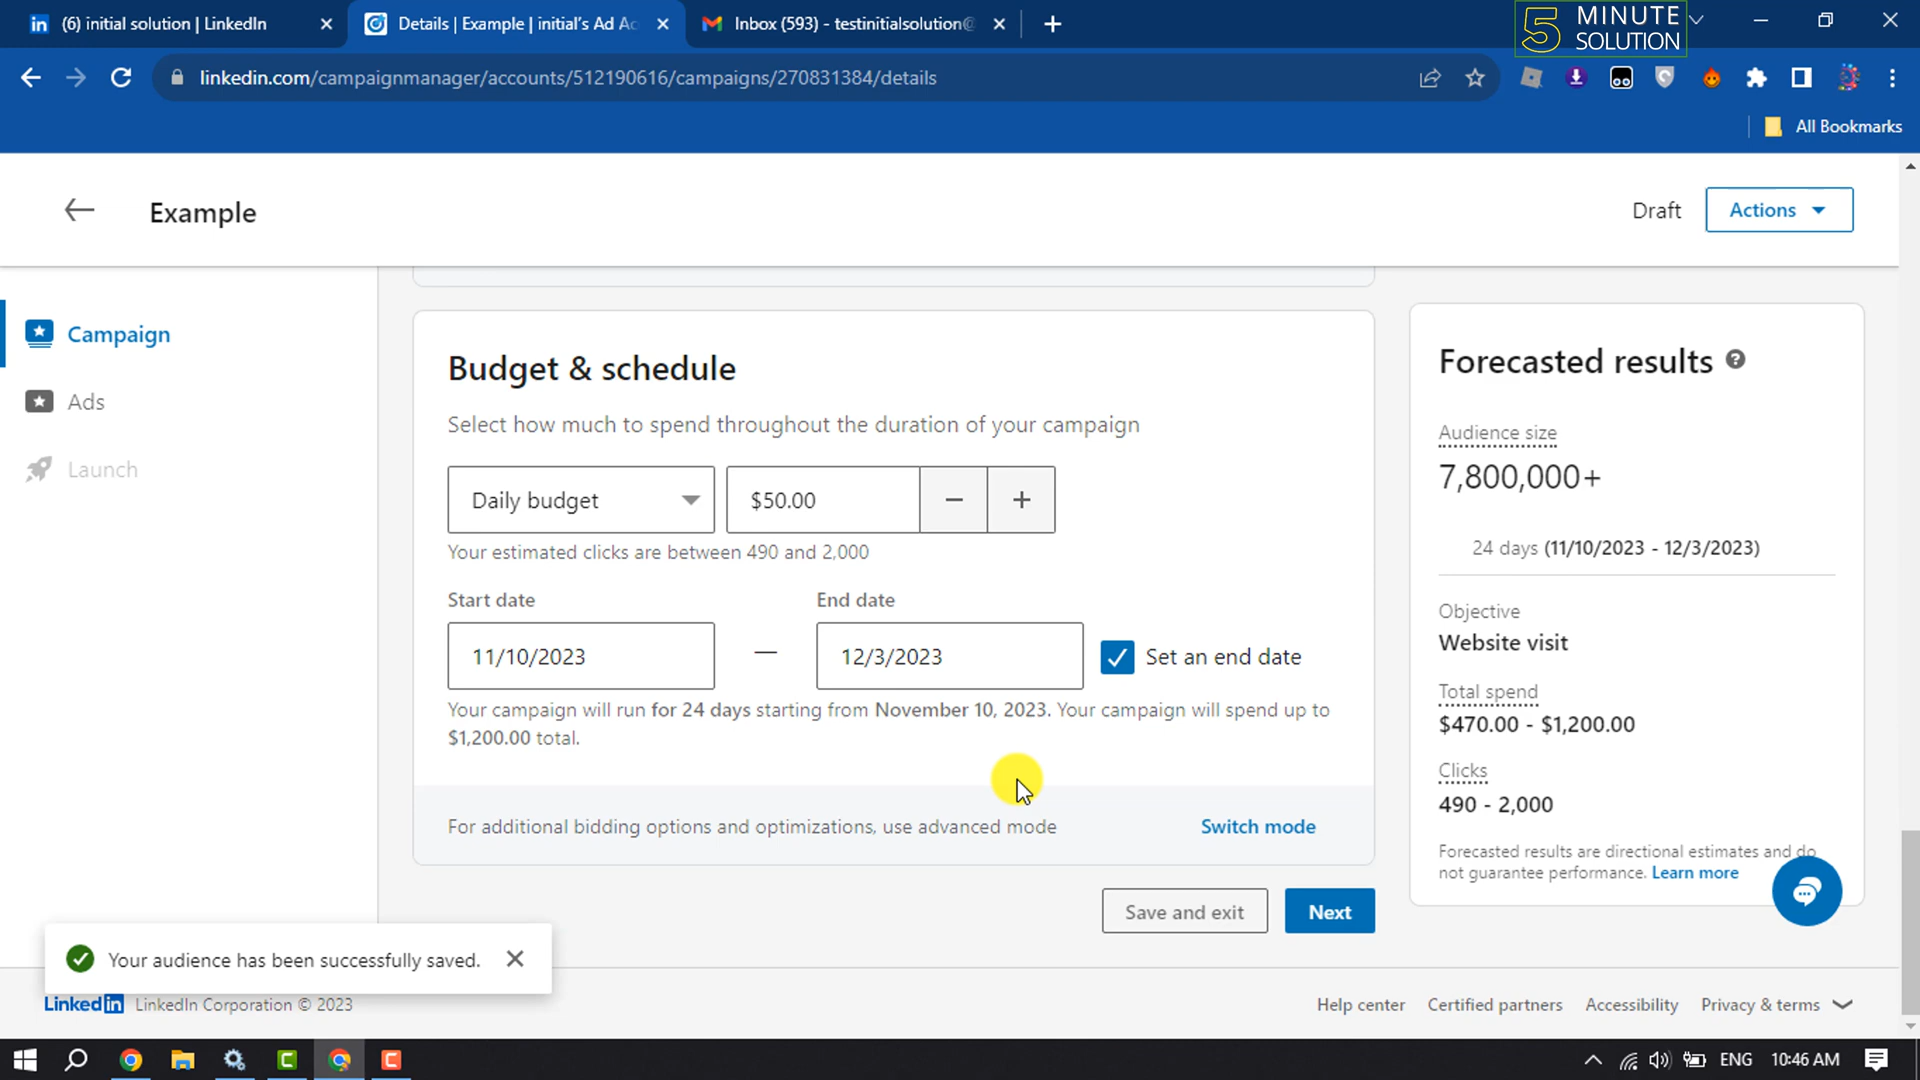 (6) initial solution | LinkedIn
Details | Example | initial's Ad Ac
Inbox (593) - testinitialsolution@
5 MINUTE SOLUTION
linkedin.com/campaignmanager/accounts/512190616/campaigns/270831384/details
All Bookmarks
Example
Draft
Actions
Campaign
Ads
Launch
Budget & schedule
Select how much to spend throughout the duration of your campaign
Daily budget
$50.00
Your estimated clicks are between 490 and 2,000
Start date
End date
11/10/2023
12/3/2023
Set an end date
Your campaign will run for 24 days starting from November 10, 2023. Your campaign will spend up to
$1,200.00 total.
For additional bidding options and optimizations, use advanced mode
Switch mode
Save and exit
Next
Forecasted results
Audience size
7,800,000+
24 days (11/10/2023 - 12/3/2023)
Objective
Website visit
Total spend
$470.00 - $1,200.00
Clicks
490 - 2,000
Forecasted results are directional estimates and do
not guarantee performance. Learn more
Your audience has been successfully saved.
LinkedIn LinkedIn Corporation © 2023
Help center
Certified partners
Accessibility
Privacy & terms
ENG
10:46 AM